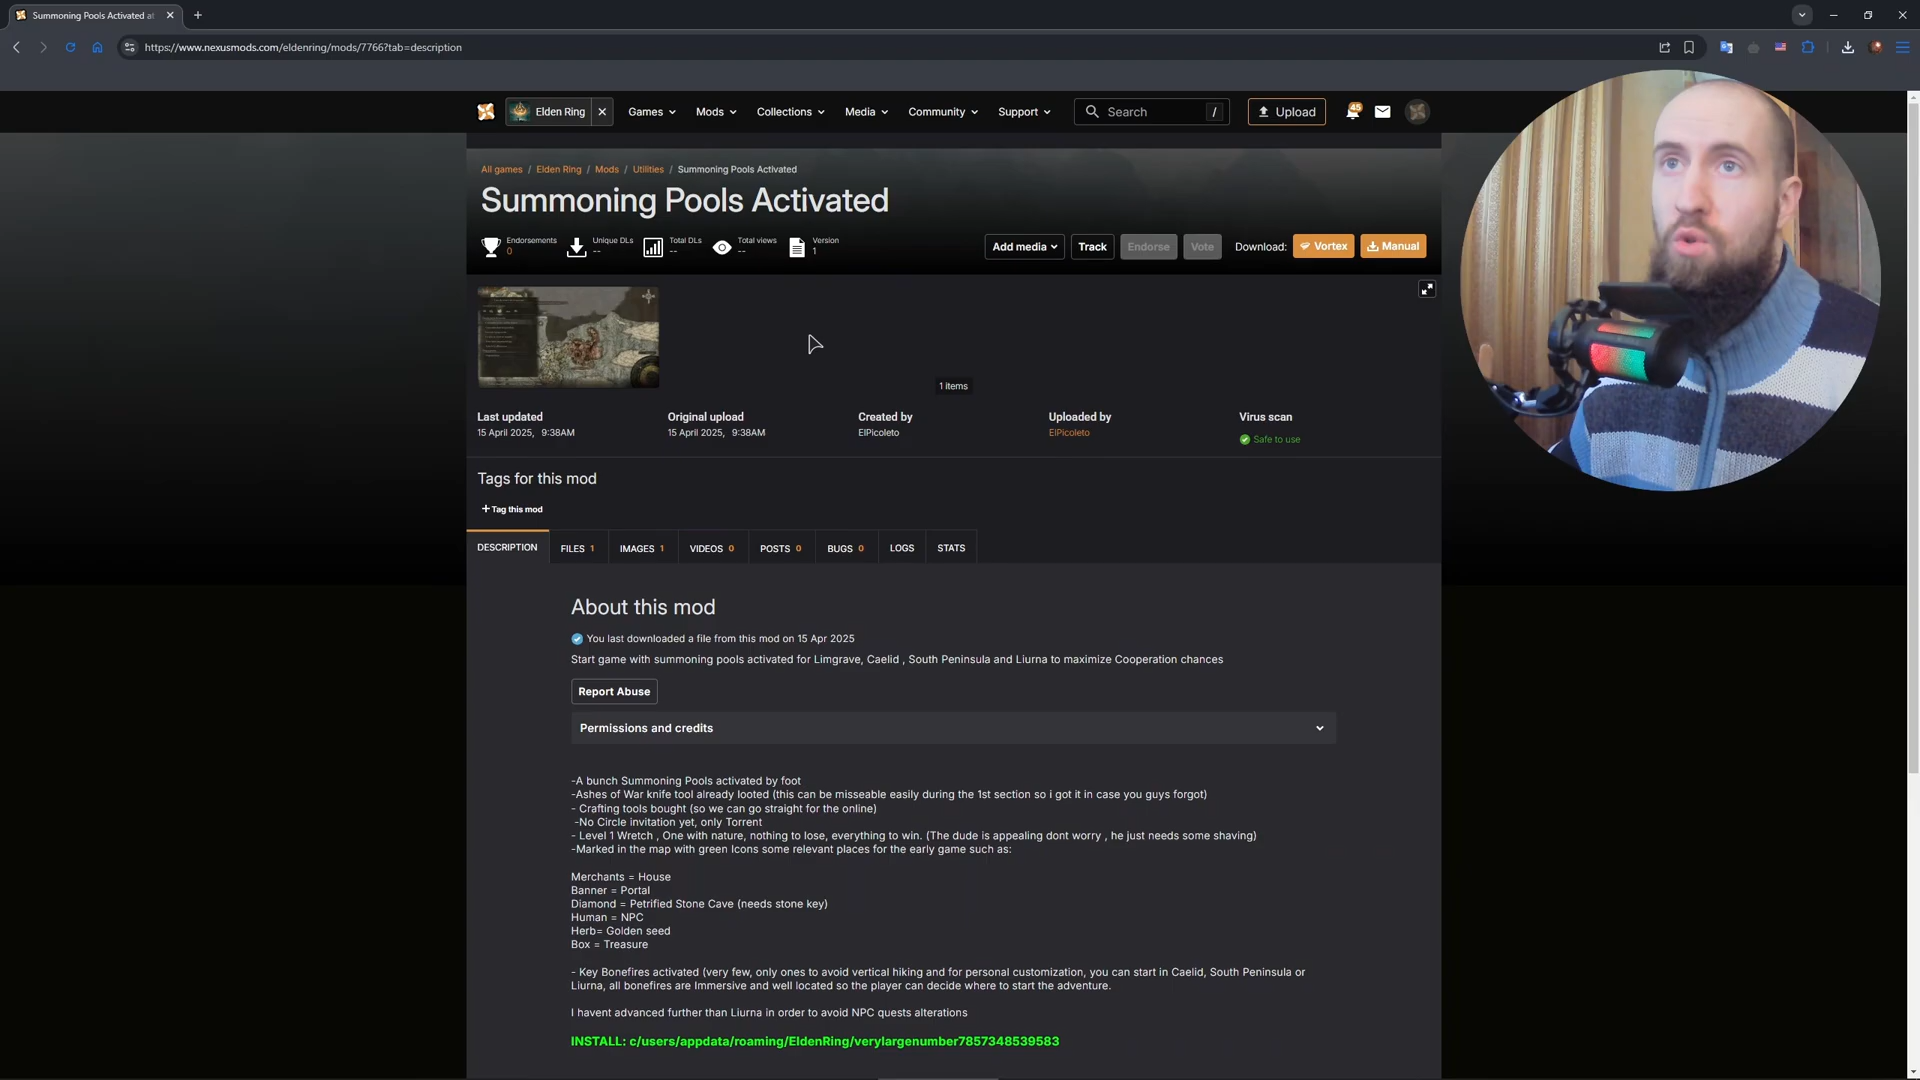 Summoning Pools Activated at
https://www.nexusmods.com/eldenring/mods/7766?tab=description
Elden Ring
Games
Mods
Collections
Media
Community
Support
Search
/
Upload
45
All games / Elden Ring / Mods / Utilities / Summoning Pools Activated
Summoning Pools Activated
Endorsements
0
Unique DLs
--
Total DLs
--
Total views
--
Version
1
Add media
Track
Endorse
Vote
Download:
Vortex
Manual
1 items
Last updated
15 April 2025, 9:38AM
Original upload
15 April 2025, 9:38AM
Created by
ElPicoleto
Uploaded by
ElPicoleto
Virus scan
Safe to use
Tags for this mod
+ Tag this mod
DESCRIPTION
FILES 1
IMAGES 1
VIDEOS 0
POSTS 0
BUGS 0
LOGS
STATS
About this mod
You last downloaded a file from this mod on 15 Apr 2025
Start game with summoning pools activated for Limgrave, Caelid , South Peninsula and Liurna to maximize Cooperation chances
Report Abuse
Permissions and credits
-A bunch Summoning Pools activated by foot
-Ashes of War knife tool already looted (this can be misseable easily during the 1st section so i got it in case you guys forgot)
- Crafting tools bought (so we can go straight for the online)
-No Circle invitation yet, only Torrent
- Level 1 Wretch , One with nature, nothing to lose, everything to win. (The dude is appealing dont worry , he just needs some shaving)
-Marked in the map with green Icons some relevant places for the early game such as:
Merchants = House
Banner = Portal
Diamond = Petrified Stone Cave (needs stone key)
Human = NPC
Herb= Golden seed
Box = Treasure
- Key Bonefires activated (very few, only ones to avoid vertical hiking and for personal customization, you can start in Caelid, South Peninsula or
Liurna, all bonefires are Immersive and well located so the player can decide where to start the adventure.
I havent advanced further than Liurna in order to avoid NPC quests alterations
INSTALL: c/users/appdata/roaming/EldenRing/verylargenumber7857348539583